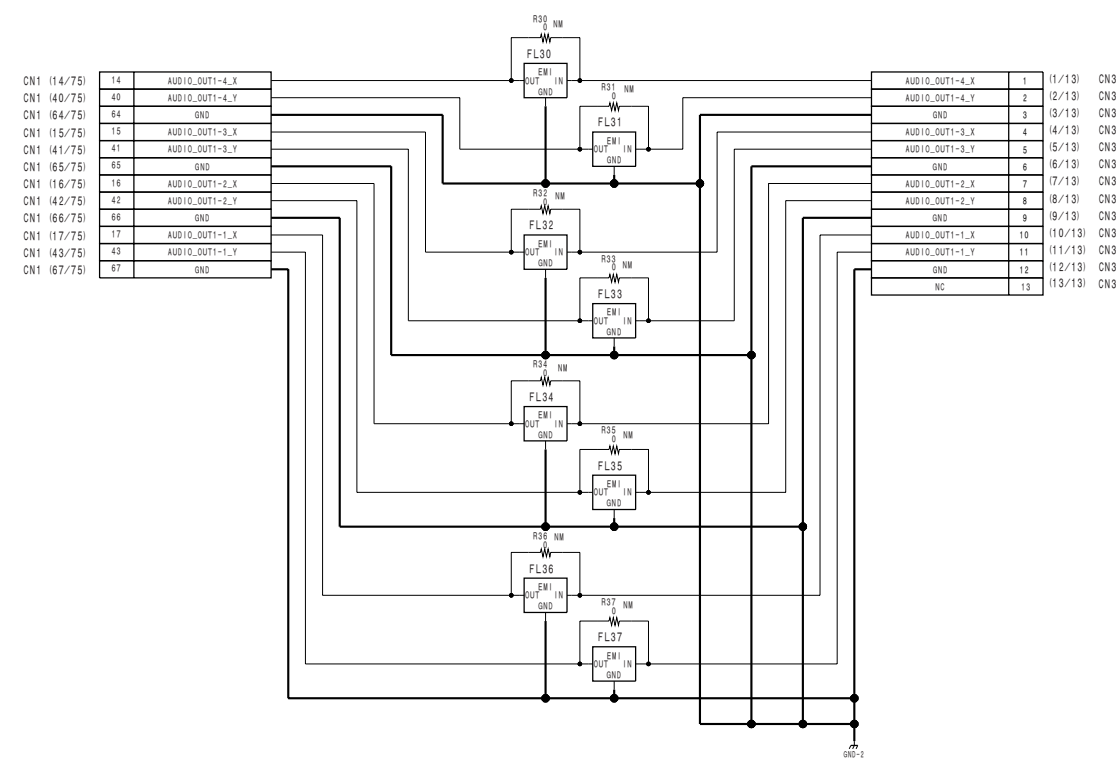 CN1 (14/75) 14 AUDIO_OUT1-4_X
CN1 (40/75) 40 AUDIO_OUT1-4_Y
CN1 (64/75) 64 GND
CN1 (15/75) 15 AUDIO_OUT1-3_X
CN1 (41/75) 41 AUDIO_OUT1-3_Y
CN1 (65/75) 65 GND
CN1 (16/75) 16 AUDIO_OUT1-2_X
CN1 (42/75) 42 AUDIO_OUT1-2_Y
CN1 (66/75) 66 GND
CN1 (17/75) 17 AUDIO_OUT1-1_X
CN1 (43/75) 43 AUDIO_OUT1-1_Y
CN1 (67/75) 67 GND
R30 NM
0
FL30
EMI
OUT IN
GND
R31 NM
0
FL31
EMI
OUT IN
GND
R32 NM
0
FL32
EMI
OUT IN
GND
R33 NM
0
FL33
EMI
OUT IN
GND
R34 NM
0
FL34
EMI
OUT IN
GND
R35 NM
0
FL35
EMI
OUT IN
GND
R36 NM
0
FL36
EMI
OUT IN
GND
R37 NM
0
FL37
EMI
OUT IN
GND
AUDIO_OUT1-4_X 1 (1/13) CN3
AUDIO_OUT1-4_Y 2 (2/13) CN3
GND 3 (3/13) CN3
AUDIO_OUT1-3_X 4 (4/13) CN3
AUDIO_OUT1-3_Y 5 (5/13) CN3
GND 6 (6/13) CN3
AUDIO_OUT1-2_X 7 (7/13) CN3
AUDIO_OUT1-2_Y 8 (8/13) CN3
GND 9 (9/13) CN3
AUDIO_OUT1-1_X 10 (10/13) CN3
AUDIO_OUT1-1_Y 11 (11/13) CN3
GND 12 (12/13) CN3
NC 13 (13/13) CN3
GND-2